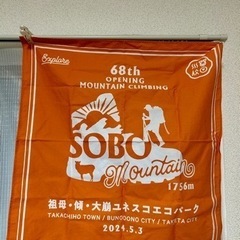 Explore
68th
OPENING
MOUNTAIN CLIMBING
SOBO
Mountain
1756m
祖母・傾・大崩ユネスコエコパーク
TAKACHIHO TOWN / BUNGOONO CITY / TAKETA CITY
2024.5.3